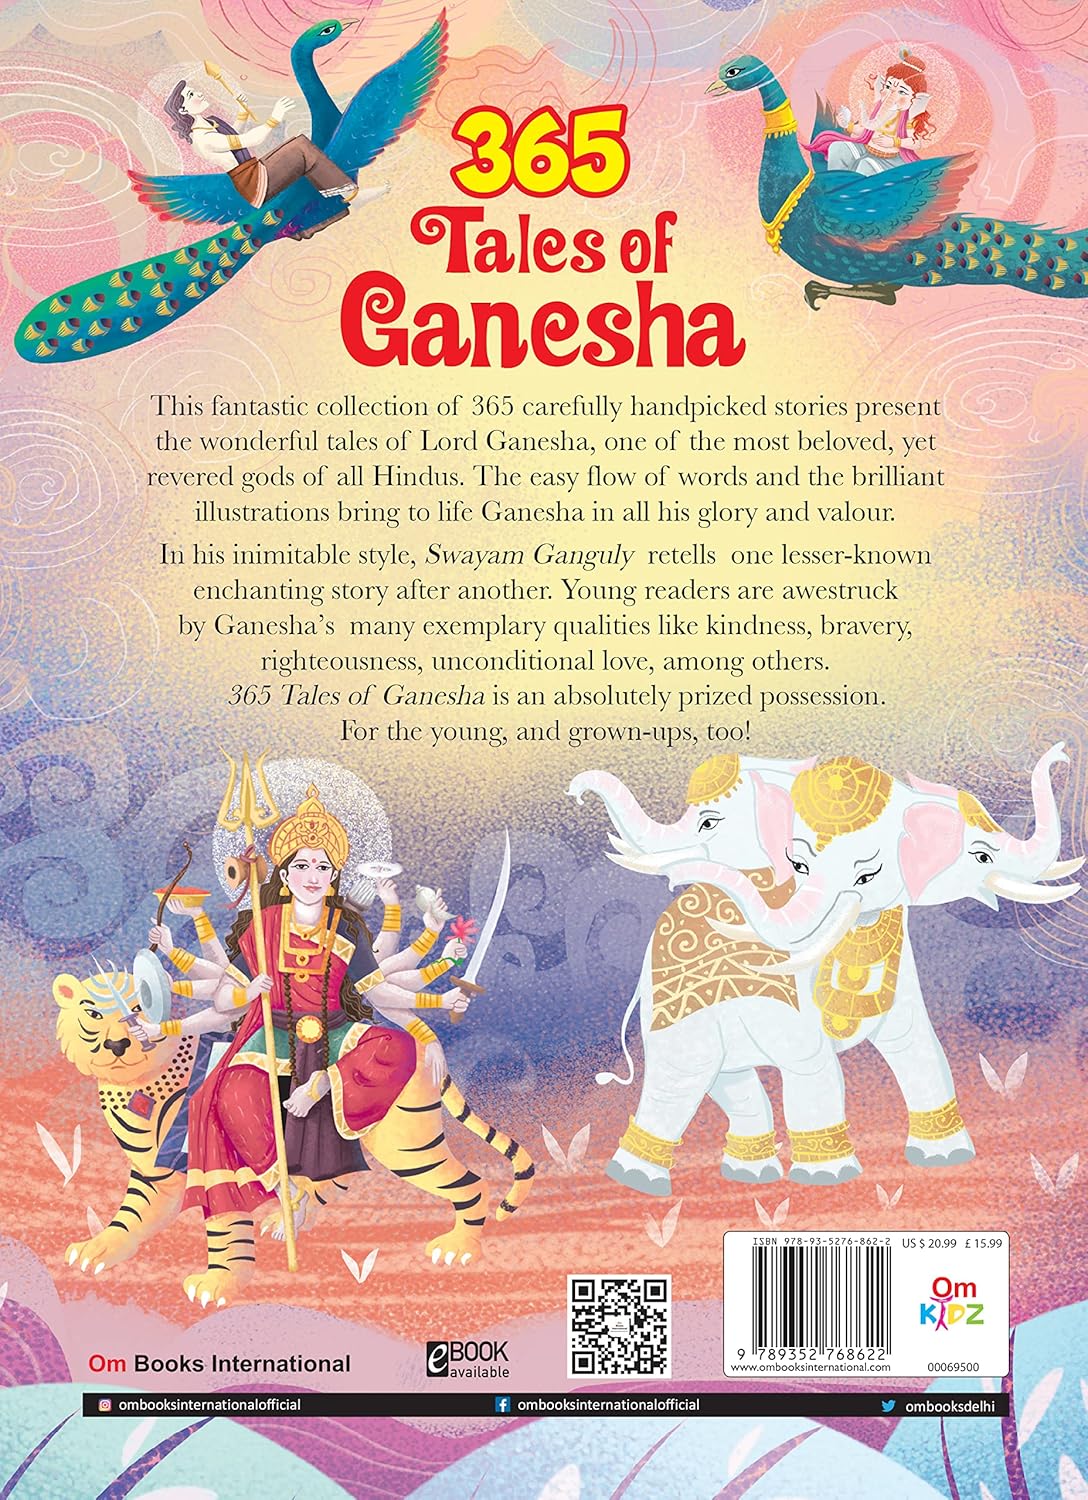 365
Tales of
Ganesha
This fantastic collection of 365 carefully handpicked stories present
the wonderful tales of Lord Ganesha, one of the most beloved, yet
revered gods of all Hindus. The easy flow of words and the brilliant
illustrations bring to life Ganesha in all his glory and valour.
In his inimitable style, Swayam Ganguly retells one lesser-known
enchanting story after another. Young readers are awestruck
by Ganesha's many exemplary qualities like kindness, bravery,
righteousness, unconditional love, among others.
365 Tales of Ganesha is an absolutely prized possession.
For the young, and grown-ups, too!
ISBN 978-93-5276-862-2
US $ 20.99 £ 15.99
Om
KIDZ
9 789352 768622
www.ombooksinternational.com
00069500
Om Books International
eBOOK
available
ombooksinternationalofficial
ombooksinternationalofficial
ombooksdelhi